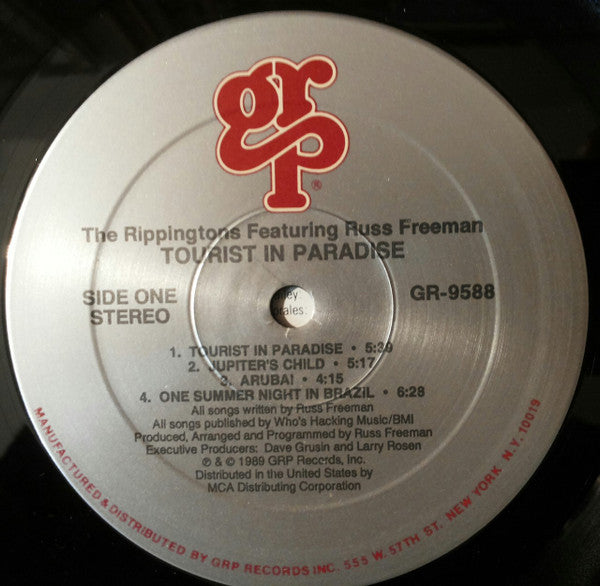 grp®
The Rippingtons Featuring Russ Freeman
TOURIST IN PARADISE
SIDE ONE
STEREO
GR-9588
1. TOURIST IN PARADISE • 5:39
2. JUPITER'S CHILD • 5:17
3. ARUBA! • 4:15
4. ONE SUMMER NIGHT IN BRAZIL • 6:28
All songs written by Russ Freeman
All songs published by Who's Hacking Music/BMI
Produced, Arranged and Programmed by Russ Freeman
Executive Producers: Dave Grusin and Larry Rosen
℗ & © 1989 GRP Records, Inc.
Distributed in the United States by
MCA Distributing Corporation
MANUFACTURED & DISTRIBUTED BY GRP RECORDS INC. 555 W. 57TH ST. NEW YORK N.Y. 10019